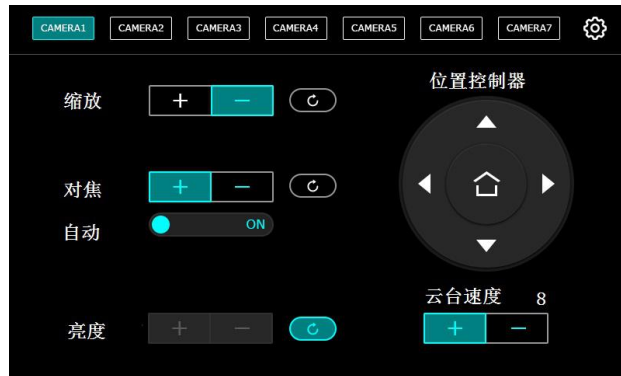 CAMERA1 CAMERA2 CAMERA3 CAMERA4 CAMERA5 CAMERA6 CAMERA7
位置控制器
缩放 + −
对焦 + −
自动 ON
云台速度 8
亮度 + −
+ −